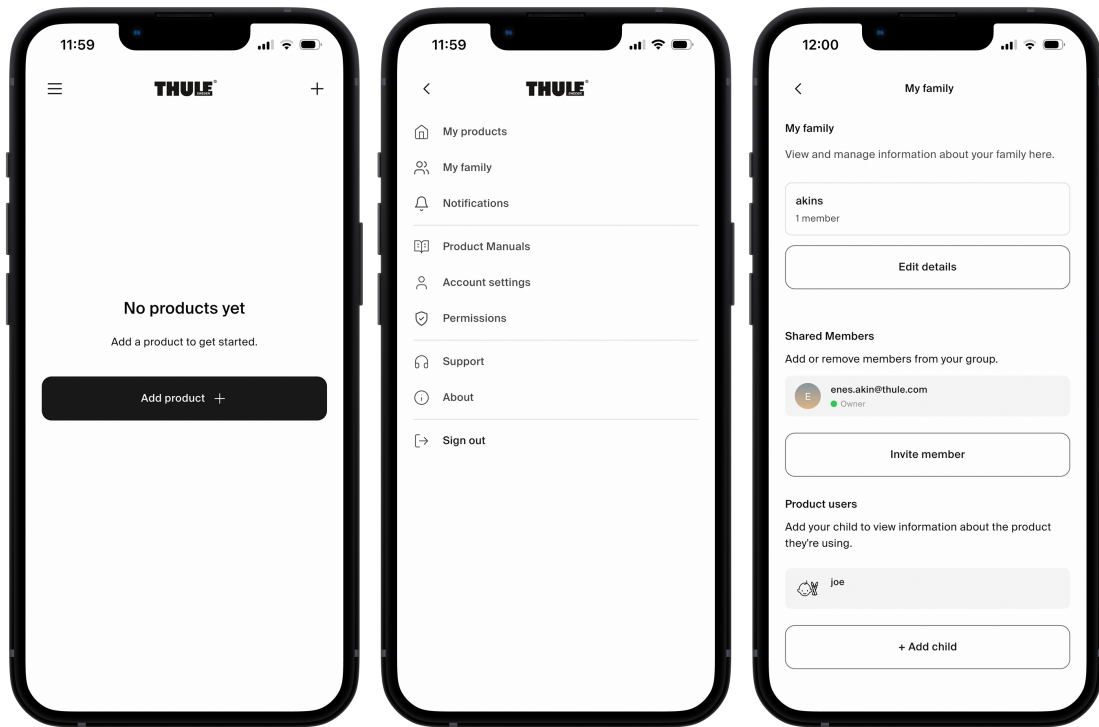 11:59
THULE
SWEDEN
No products yet
Add a product to get started.
Add product +
11:59
THULE
SWEDEN
My products
My family
Notifications
Product Manuals
Account settings
Permissions
Support
About
Sign out
12:00
My family
My family
View and manage information about your family here.
akins
1 member
Edit details
Shared Members
Add or remove members from your group.
E
enes.akin@thule.com
Owner
Invite member
Product users
Add your child to view information about the product
they're using.
joe
+ Add child